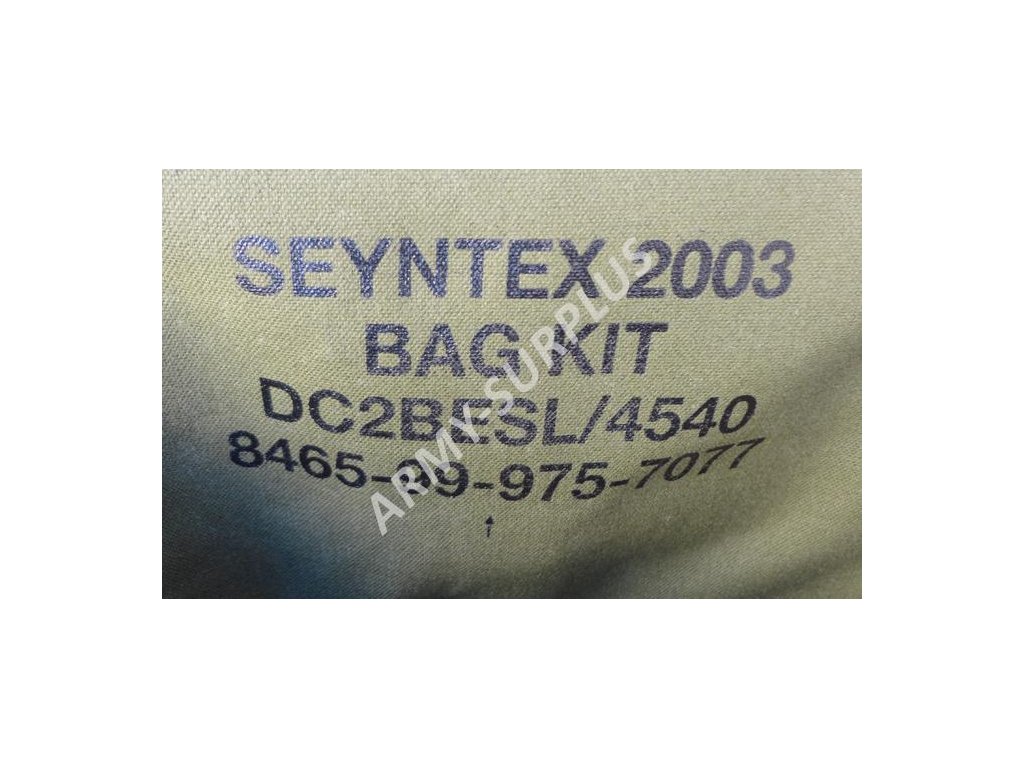 SEYNTEX 2003
BAG KIT
DC2BESL/4540
8465-99-975-7077
ARMY-SURPLUS